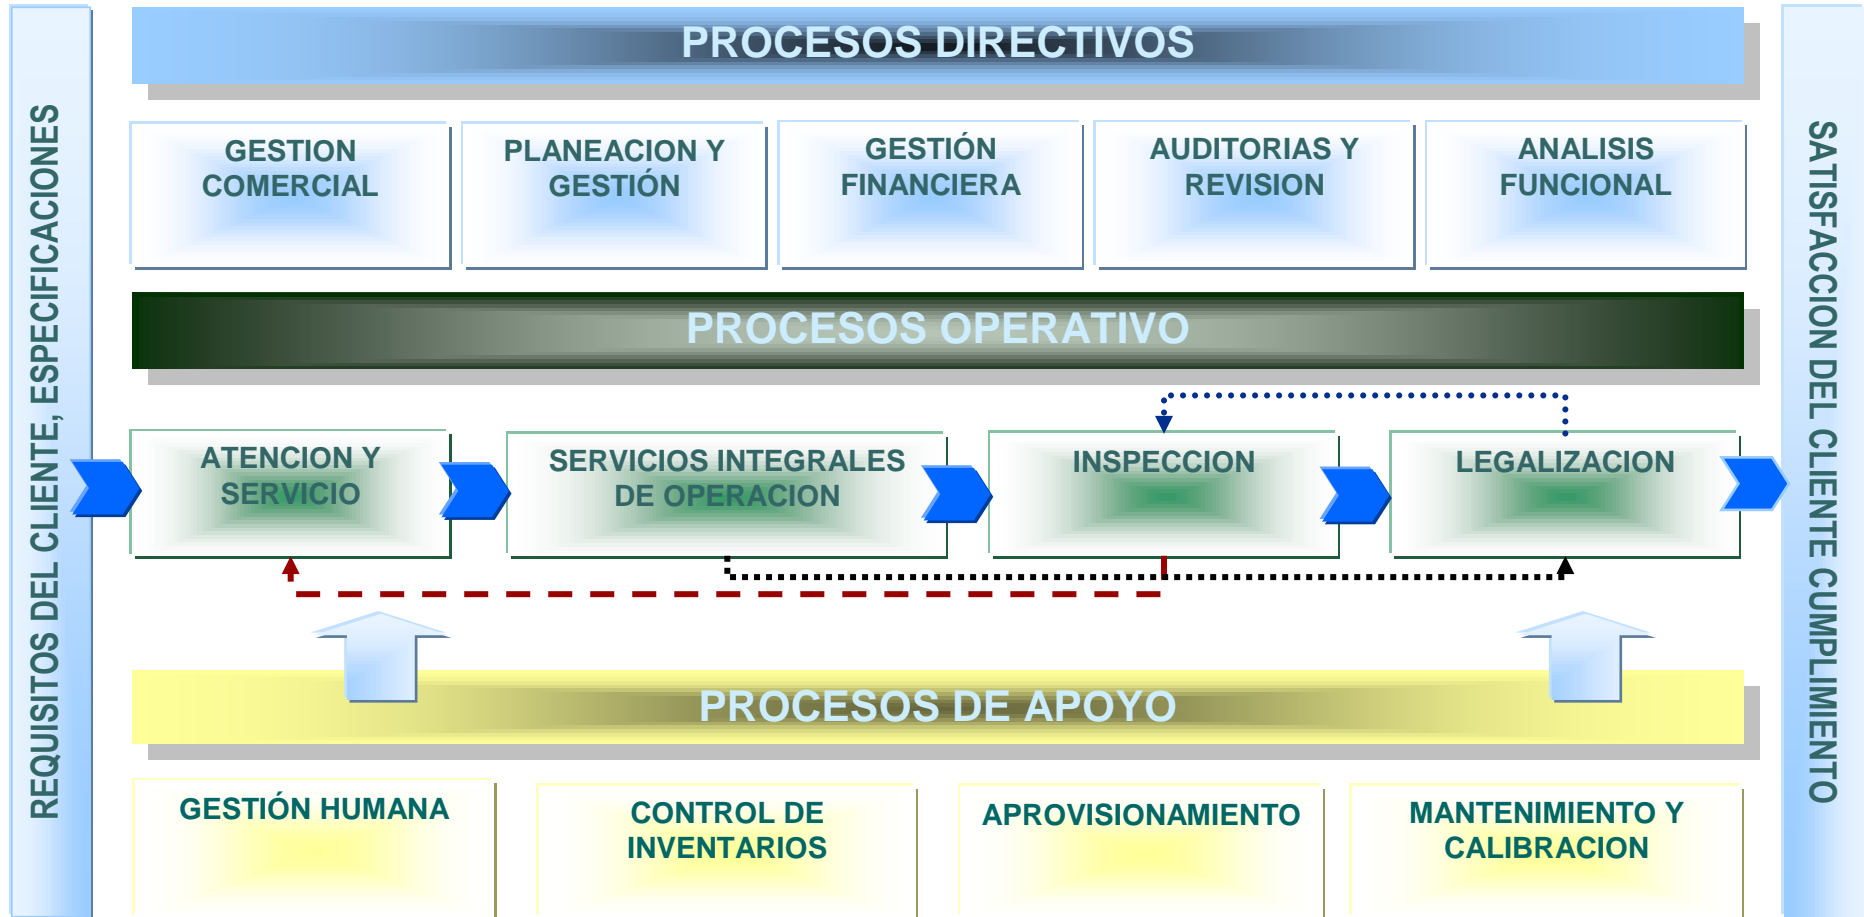 REQUISITOS DEL CLIENTE, ESPECIFICACIONES
PROCESOS DIRECTIVOS
GESTION
COMERCIAL
PLANEACION Y
GESTIÓN
GESTIÓN
FINANCIERA
AUDITORIAS Y
REVISION
ANALISIS
FUNCIONAL
PROCESOS OPERATIVO
ATENCION Y
SERVICIO
SERVICIOS INTEGRALES
DE OPERACION
INSPECCION
LEGALIZACION
PROCESOS DE APOYO
GESTIÓN HUMANA
CONTROL DE
INVENTARIOS
APROVISIONAMIENTO
MANTENIMIENTO Y
CALIBRACION
SATISFACCION DEL CLIENTE CUMPLIMIENTO